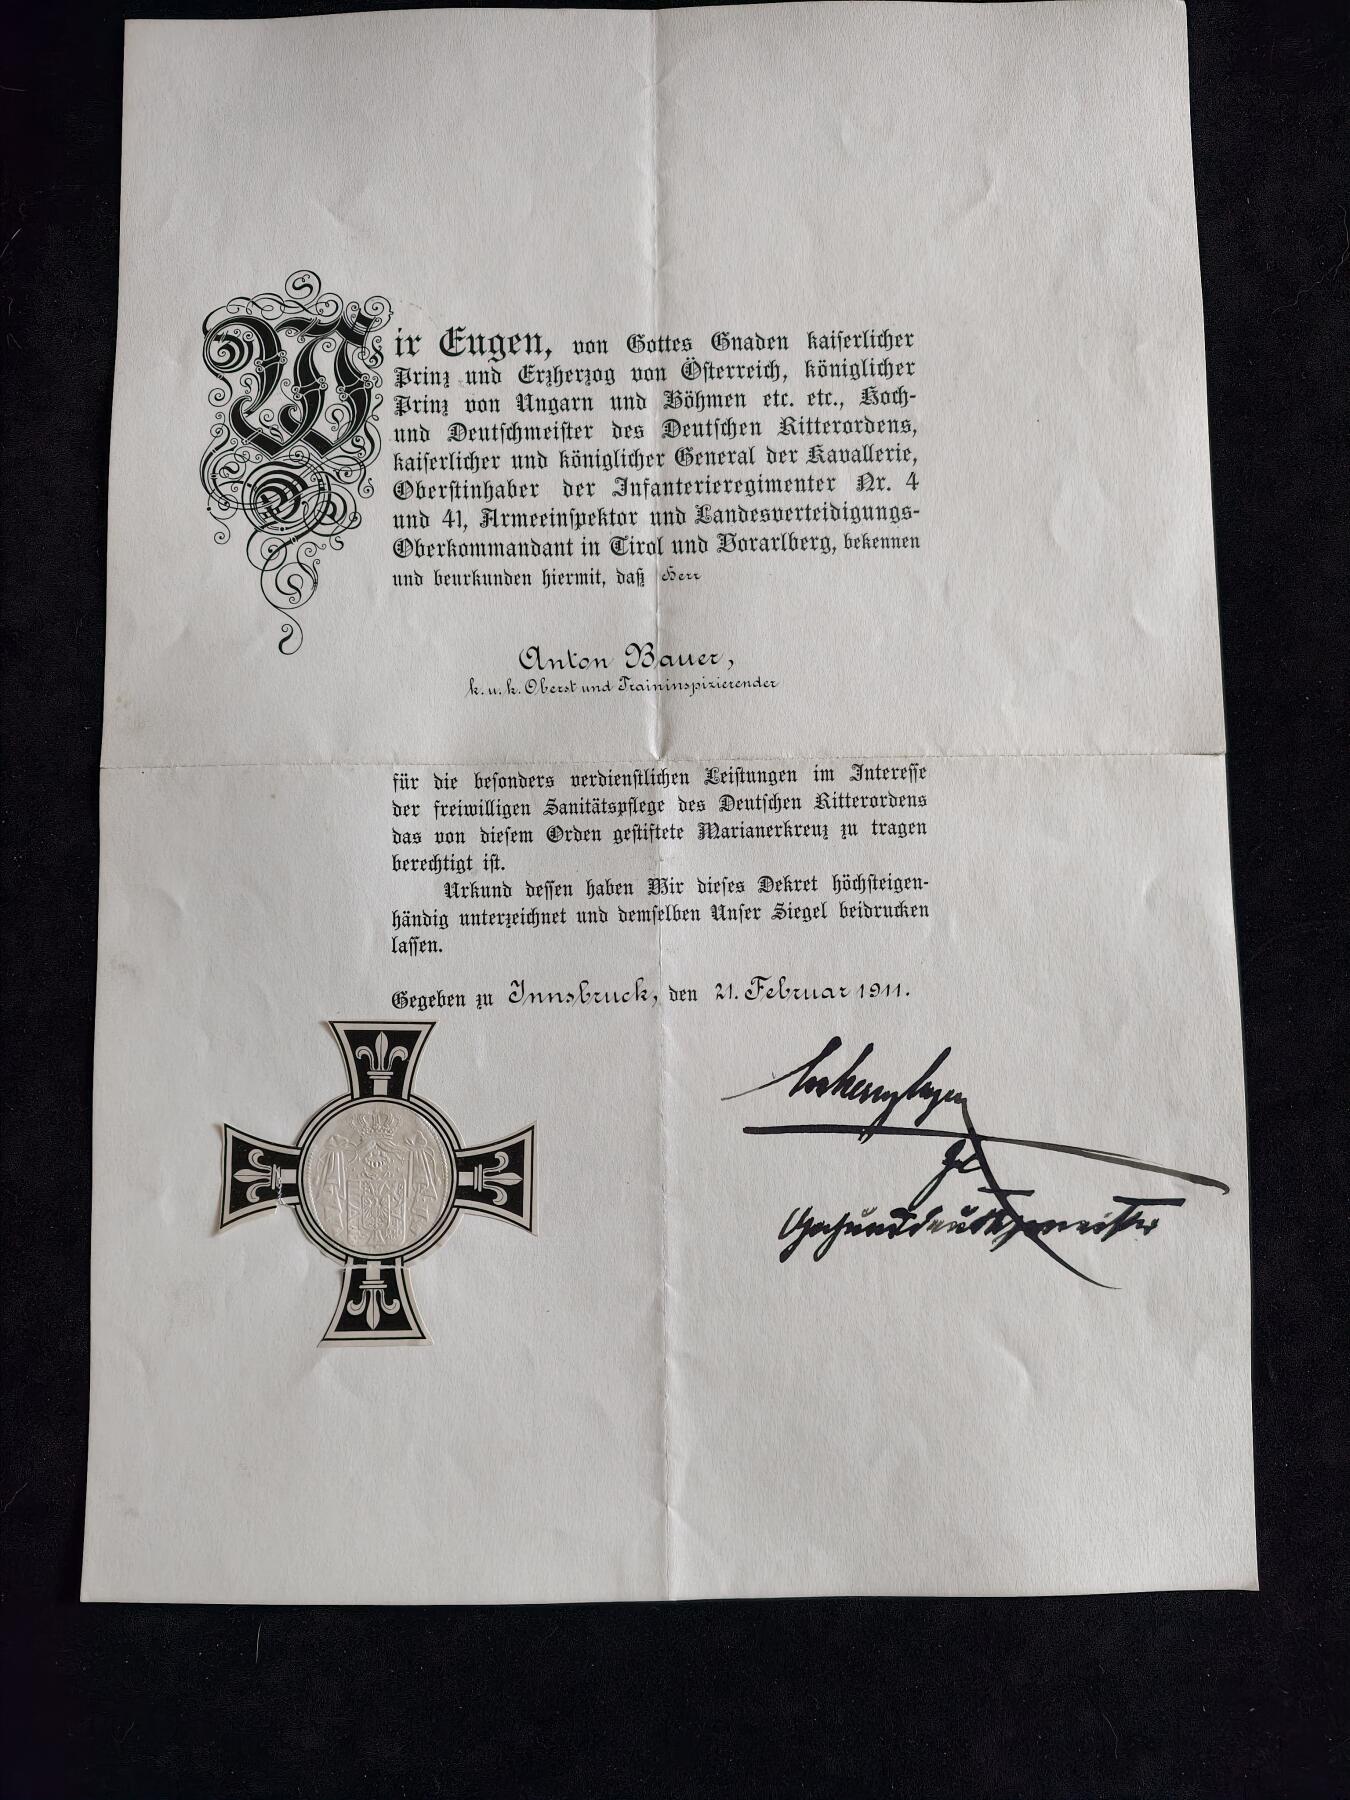 Wir Eugen, von Gottes Gnaden kaiserlicher
Prinz und Erzherzog von Österreich, königlicher
Prinz von Ungarn und Böhmen etc. etc., Hoch-
und Deutschmeister des Deutschen Ritterordens,
kaiserlicher und königlicher General der Kavallerie,
Oberstinhaber der Infanterieregimenter Nr. 4
und 41, Armeeinspektor und Landesverteidigungs-
Oberkommandant in Tirol und Vorarlberg, bekennen
und beurkunden hiermit, daß Herr
Anton Bauer,
k. u. k. Oberst und Traininspizierender
für die besonders verdienstlichen Leistungen im Interesse
der freiwilligen Sanitätspflege des Deutschen Ritterordens
das von diesem Orden gestiftete Marianerkreuz zu tragen
berechtigt ist.
Urkund dessen haben Wir dieses Dekret höchsteigen-
händig unterzeichnet und demselben Unser Siegel beidrucken
lassen.
Gegeben zu Innsbruck, den 21. Februar 1911.
Hochunddeutschmeister